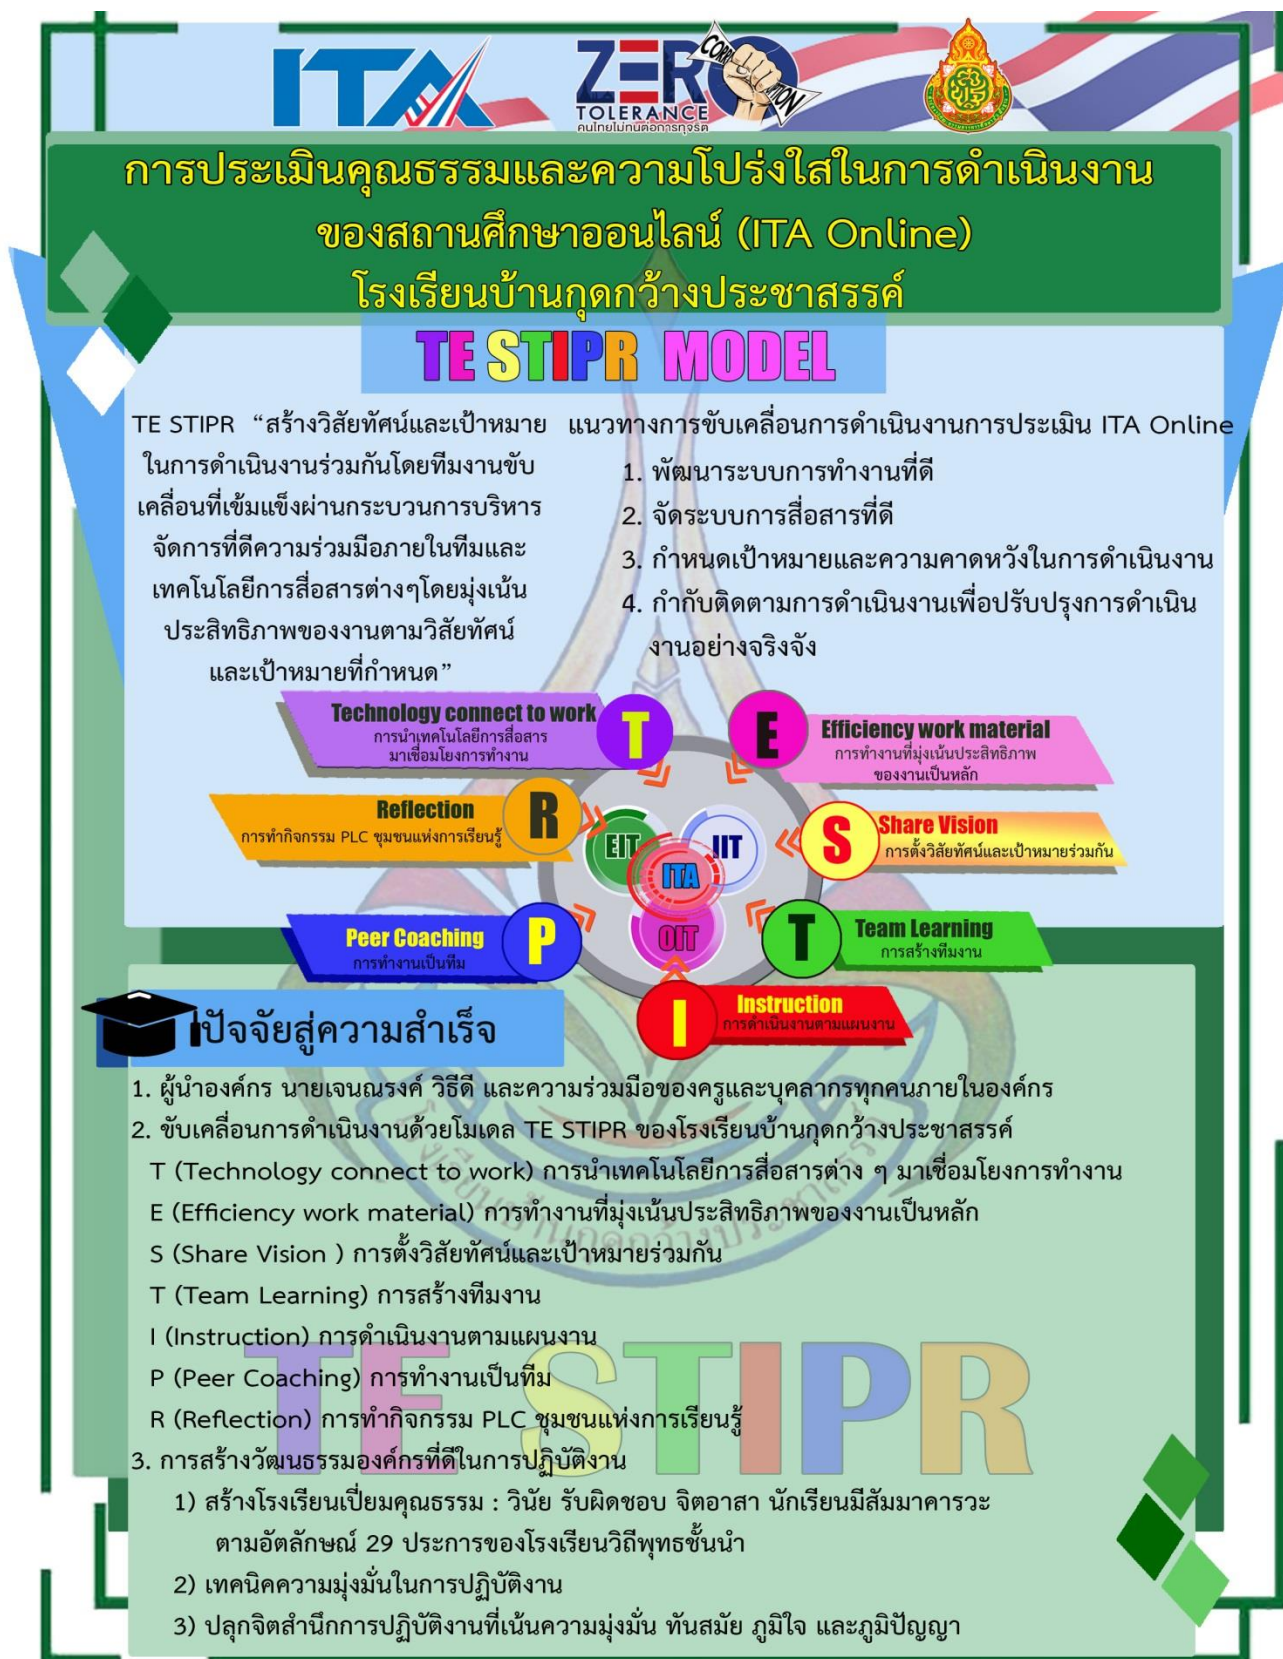 ITA
ZERO
CORRUPTION
TOLERANCE
คนไทยไม่ทนต่อการทุจริต
การประเมินคุณธรรมและความโปร่งใสในการดำเนินงาน
ของสถานศึกษาออนไลน์ (ITA Online)
โรงเรียนบ้านกุดกว้างประชาสรรค์
TE STIPR MODEL
TE STIPR “สร้างวิสัยทัศน์และเป้าหมาย
ในการดำเนินงานร่วมกันโดยทีมงานขับ
เคลื่อนที่เข้มแข็งผ่านกระบวนการบริหาร
จัดการที่ดีความร่วมมือภายในทีมและ
เทคโนโลยีการสื่อสารต่างๆโดยมุ่งเน้น
ประสิทธิภาพของงานตามวิสัยทัศน์
และเป้าหมายที่กำหนด”
แนวทางการขับเคลื่อนการดำเนินงานการประเมิน ITA Online
1. พัฒนาระบบการทำงานที่ดี
2. จัดระบบการสื่อสารที่ดี
3. กำหนดเป้าหมายและความคาดหวังในการดำเนินงาน
4. กำกับติดตามการดำเนินงานเพื่อปรับปรุงการดำเนิน
งานอย่างจริงจัง
Technology connect to work
การนำเทคโนโลยีการสื่อสาร
มาเชื่อมโยงการทำงาน
T
E
Efficiency work material
การทำงานที่มุ่งเน้นประสิทธิภาพ
ของงานเป็นหลัก
Reflection
การทำกิจกรรม PLC ชุมชนแห่งการเรียนรู้
R
EIT
IIT
ITA
OIT
S
Share Vision
การตั้งวิสัยทัศน์และเป้าหมายร่วมกัน
Peer Coaching
การทำงานเป็นทีม
P
T
Team Learning
การสร้างทีมงาน
I
Instruction
การดำเนินงานตามแผนงาน
ปัจจัยสู่ความสำเร็จ
1. ผู้นำองค์กร นายเจนณรงค์ วิธีดี และความร่วมมือของครูและบุคลากรทุกคนภายในองค์กร
2. ขับเคลื่อนการดำเนินงานด้วยโมเดล TE STIPR ของโรงเรียนบ้านกุดกว้างประชาสรรค์
T (Technology connect to work) การนำเทคโนโลยีการสื่อสารต่าง ๆ มาเชื่อมโยงการทำงาน
E (Efficiency work material) การทำงานที่มุ่งเน้นประสิทธิภาพของงานเป็นหลัก
S (Share Vision ) การตั้งวิสัยทัศน์และเป้าหมายร่วมกัน
T (Team Learning) การสร้างทีมงาน
I (Instruction) การดำเนินงานตามแผนงาน
P (Peer Coaching) การทำงานเป็นทีม
R (Reflection) การทำกิจกรรม PLC ชุมชนแห่งการเรียนรู้
3. การสร้างวัฒนธรรมองค์กรที่ดีในการปฏิบัติงาน
1) สร้างโรงเรียนเปี่ยมคุณธรรม : วินัย รับผิดชอบ จิตอาสา นักเรียนมีสัมมาคารวะ
ตามอัตลักษณ์ 29 ประการของโรงเรียนวิถีพุทธชั้นนำ
2) เทคนิคความมุ่งมั่นในการปฏิบัติงาน
3) ปลุกจิตสำนึกการปฏิบัติงานที่เน้นความมุ่งมั่น ทันสมัย ภูมิใจ และภูมิปัญญา
โรงเรียนบ้านกุดกว้างประชาสรรค์
TE STIPR